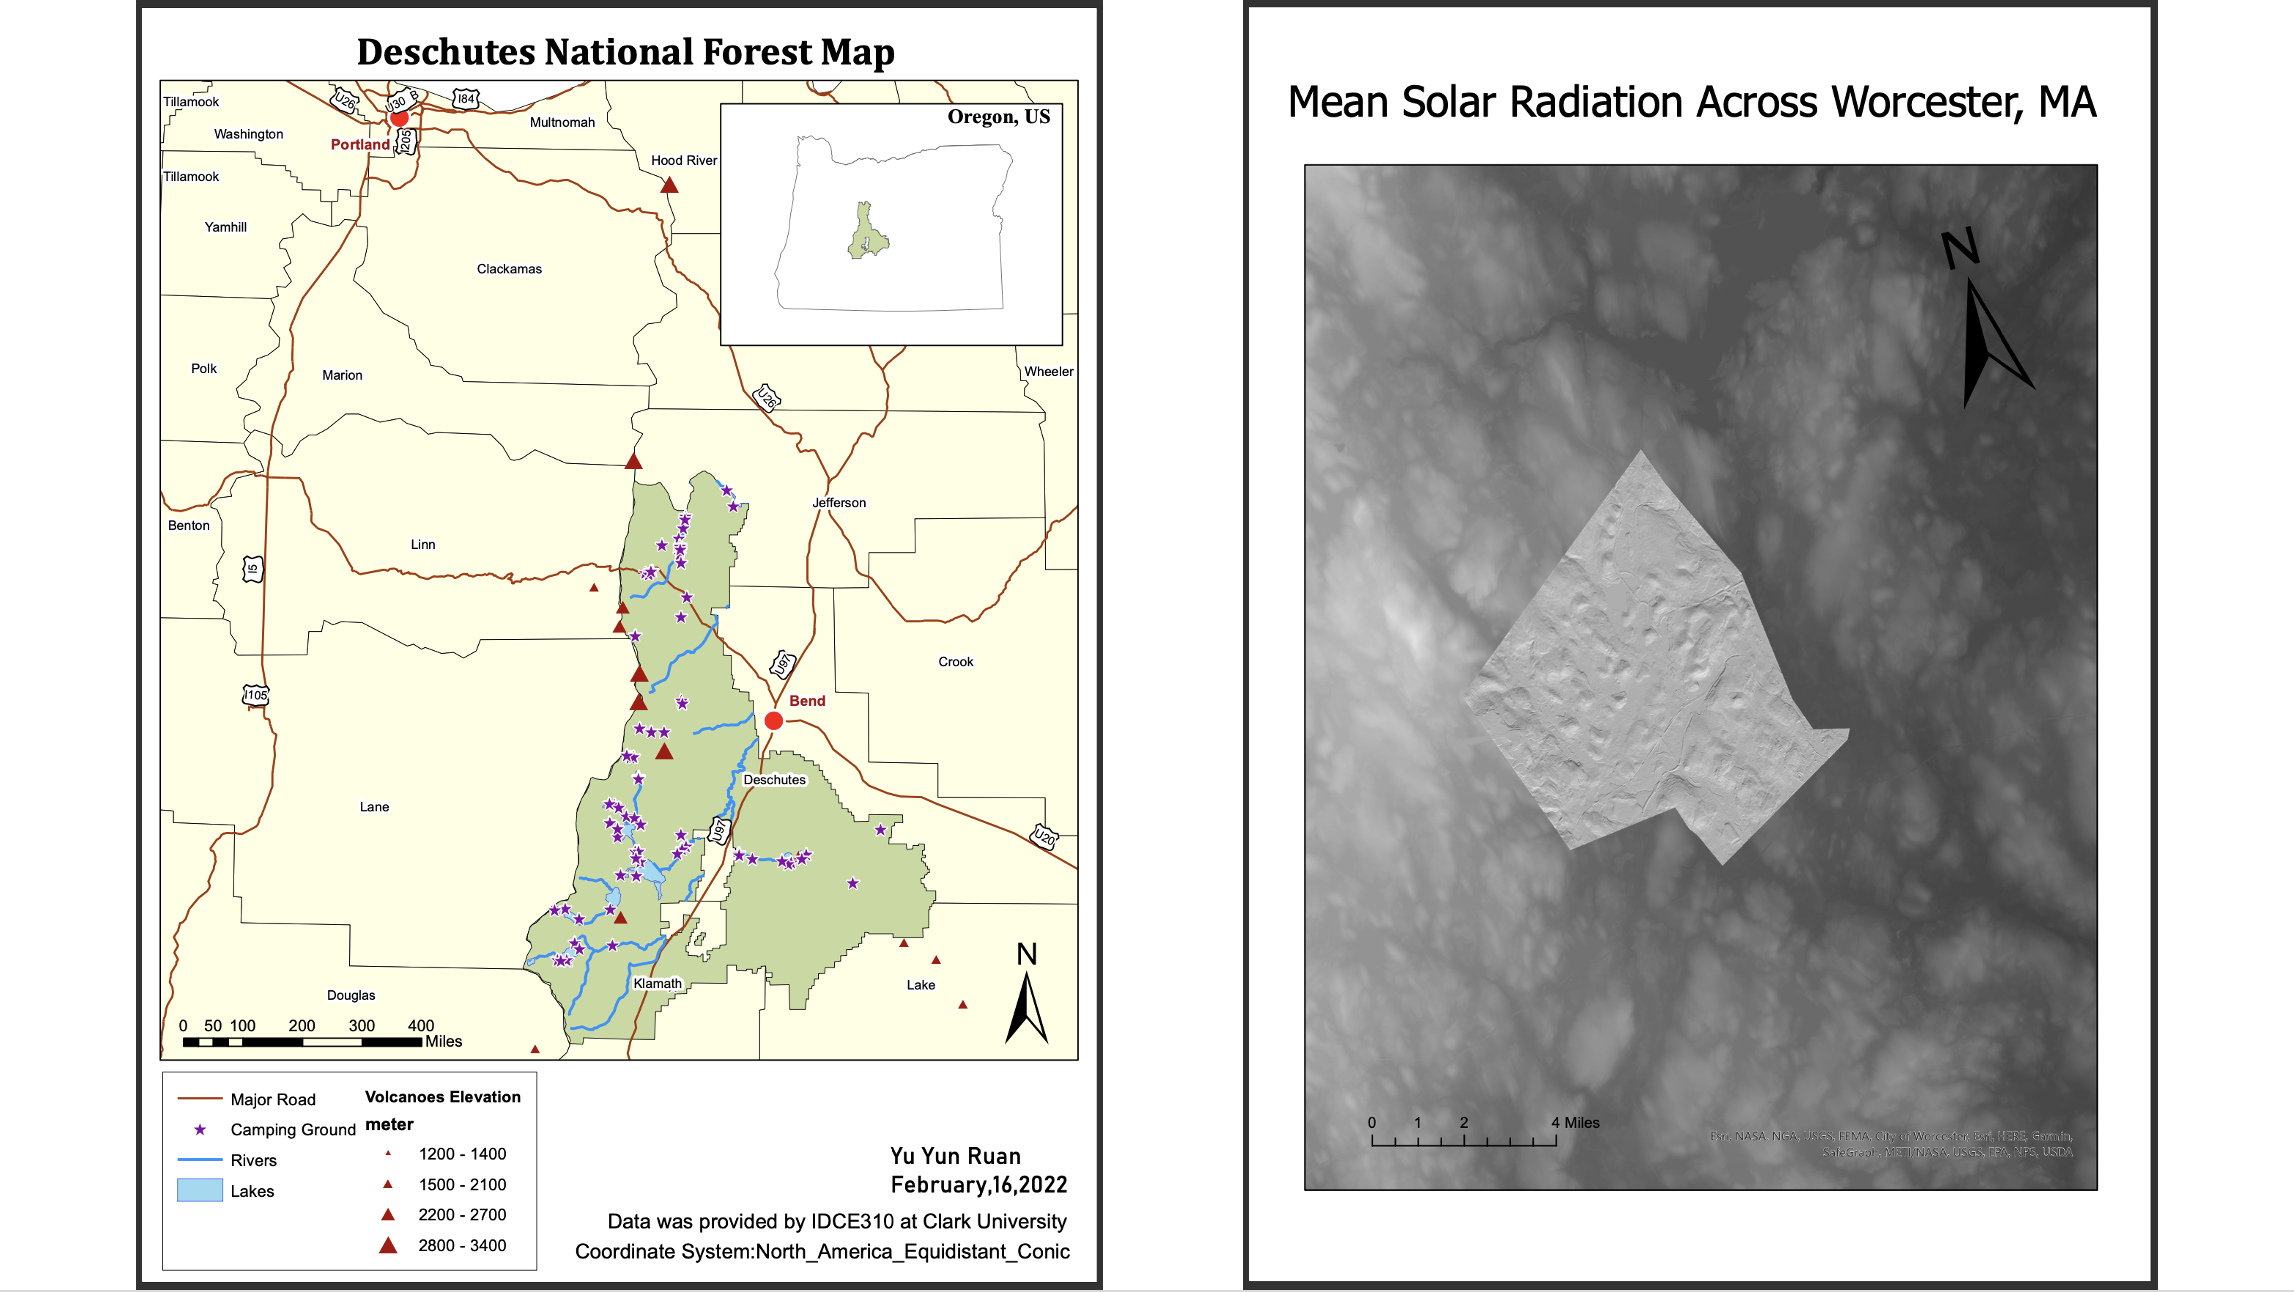 Deschutes National Forest Map
Tillamook
U26
U30 B
I84
Multnomah
Washington
Portland
I205
Oregon, US
Hood River
Tillamook
Yamhill
Clackamas
Polk
Marion
Wheeler
U26
Jefferson
Benton
Linn
I5
Crook
U97
I105
Bend
Deschutes
Lane
U97
U20
Klamath
Lake
N
Douglas
0 50 100 200 300 400
Miles
Major Road
Camping Ground
Rivers
Lakes
Volcanoes Elevation
meter
1200 - 1400
1500 - 2100
2200 - 2700
2800 - 3400
Yu Yun Ruan
February,16,2022
Data was provided by IDCE310 at Clark University
Coordinate System:North_America_Equidistant_Conic
Mean Solar Radiation Across Worcester, MA
N
0 1 2 4 Miles
Esri, NASA, NGA, USGS, FEMA, City of Worcester, Esri, HERE, Garmin,
SafeGraph, METI/NASA, USGS, EPA, NPS, USDA